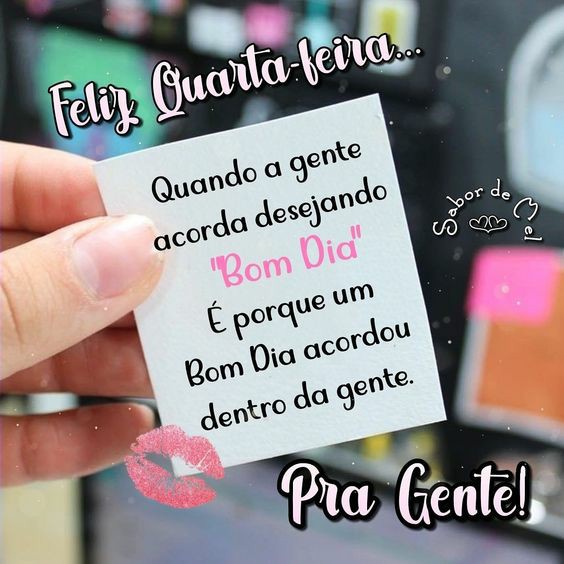 Feliz Quarta-feira...
Quando a gente
acorda desejando
"Bom Dia"
É porque um
Bom Dia acordou
dentro da gente.
Sabor de Mel
Pra Gente!